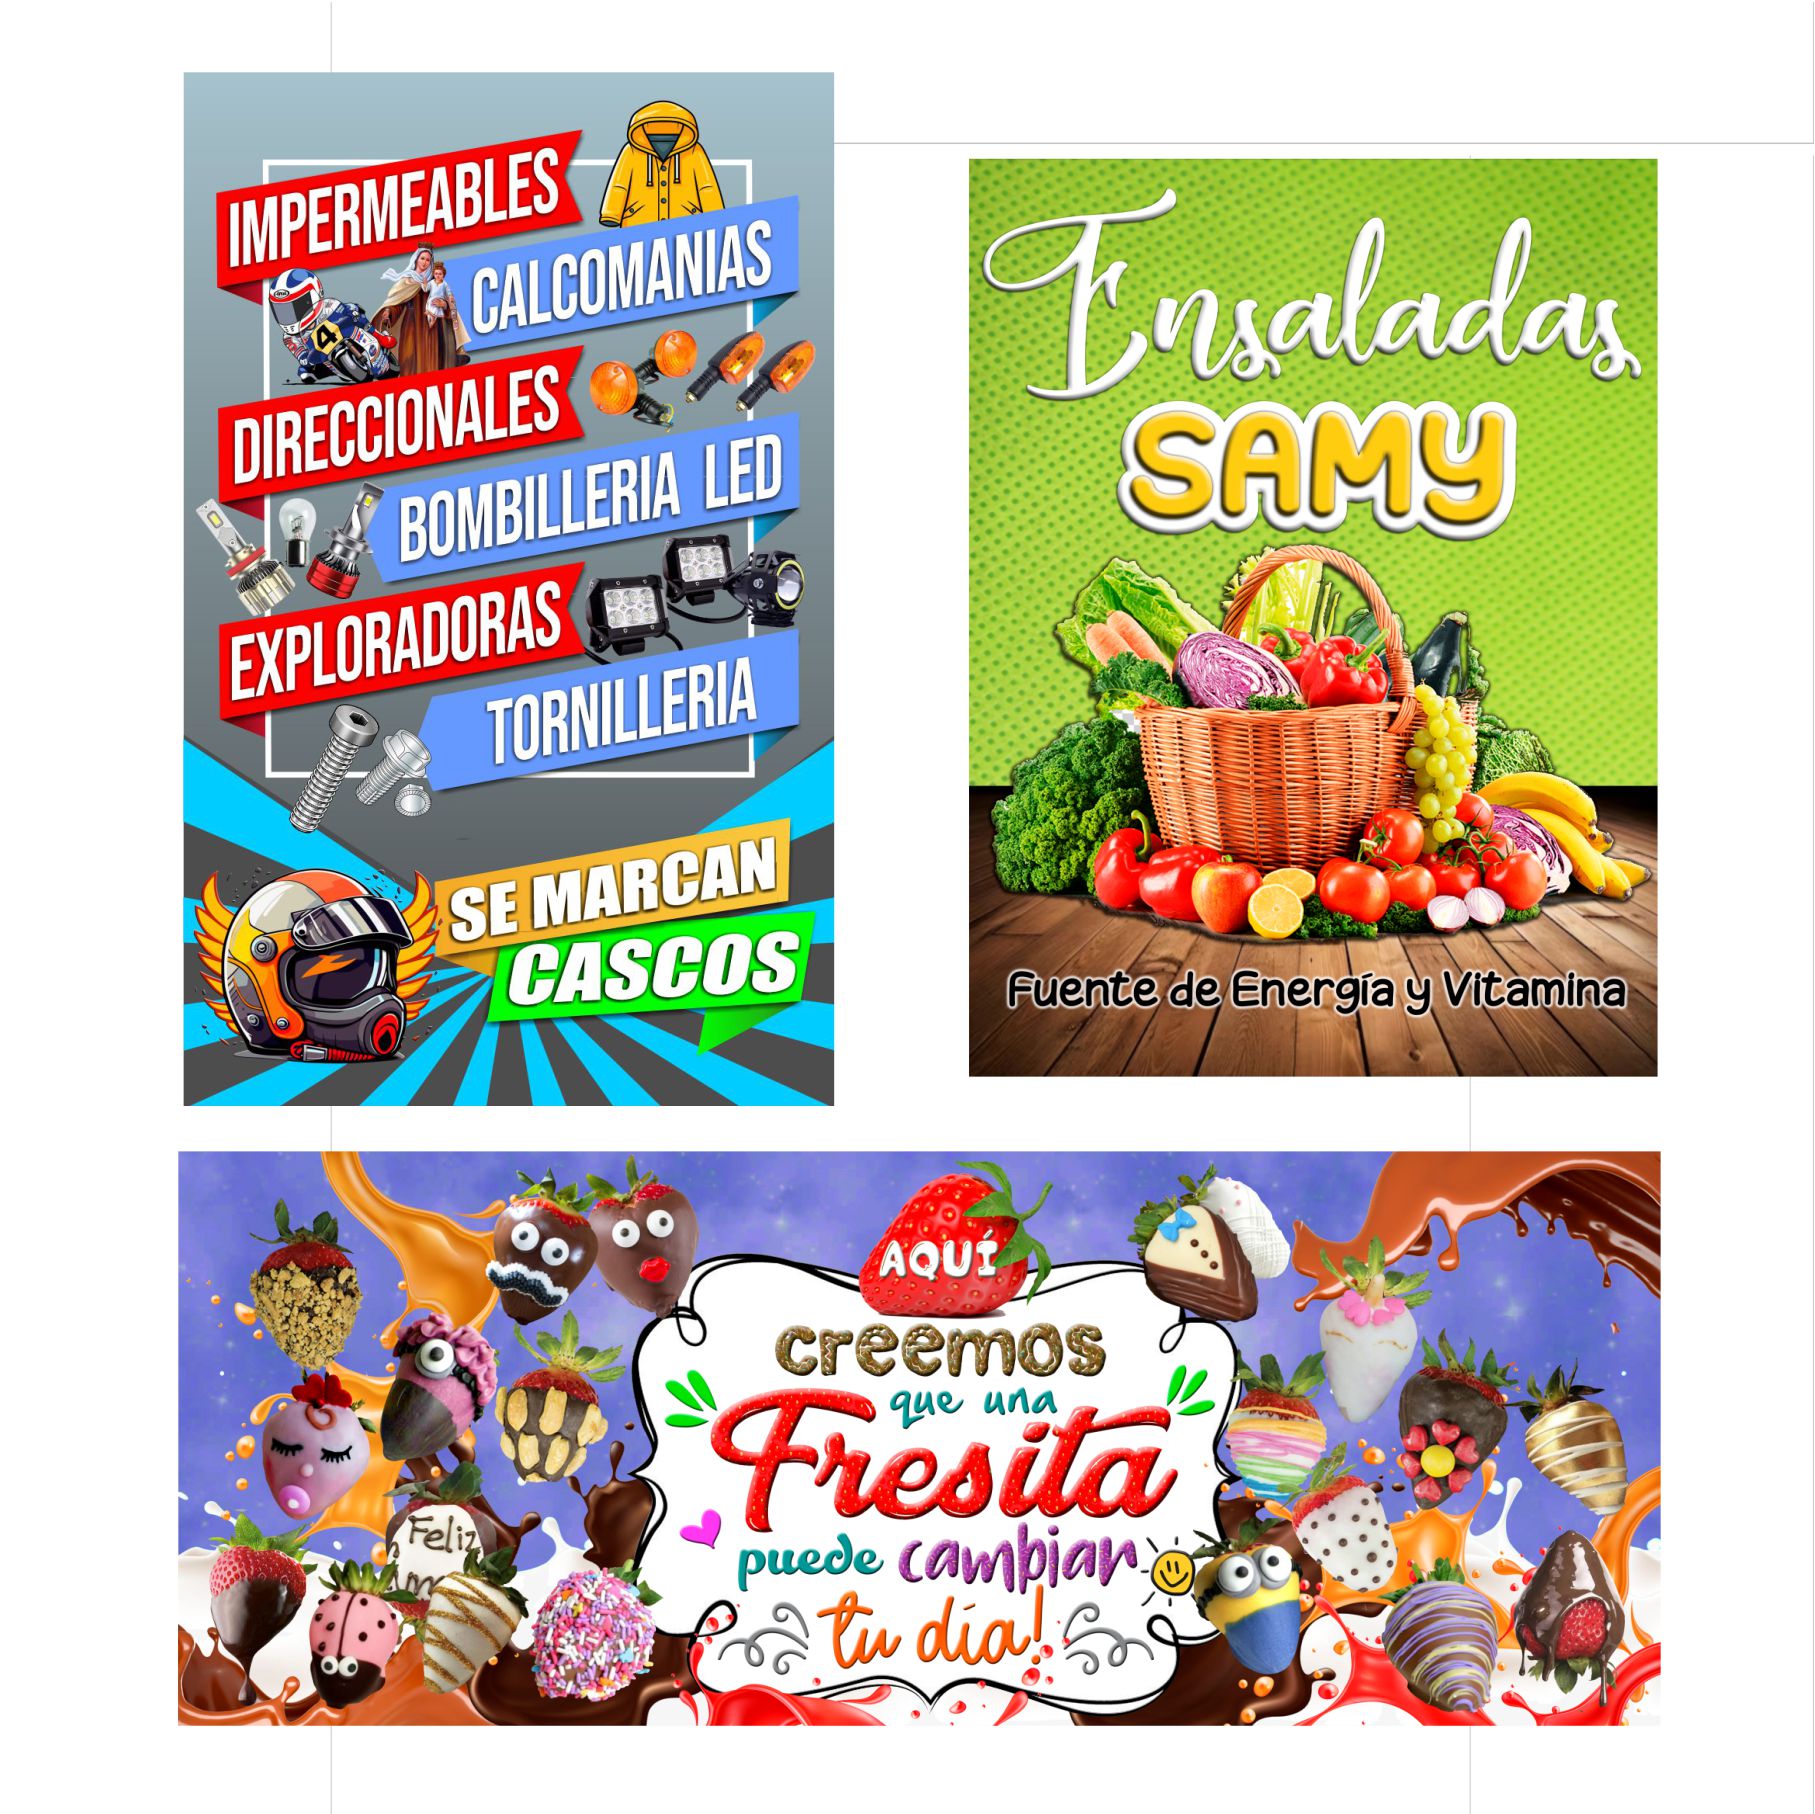 IMPERMEABLES
CALCOMANIAS
4
DIRECCIONALES
BOMBILLERIA LED
EXPLORADORAS
TORNILLERIA
SE MARCAN
CASCOS
Ensaladas
SAMY
Fuente de Energía y Vitamina
AQUÍ
creemos
que una
Fresita
puede cambiar
tu día!
Feliz